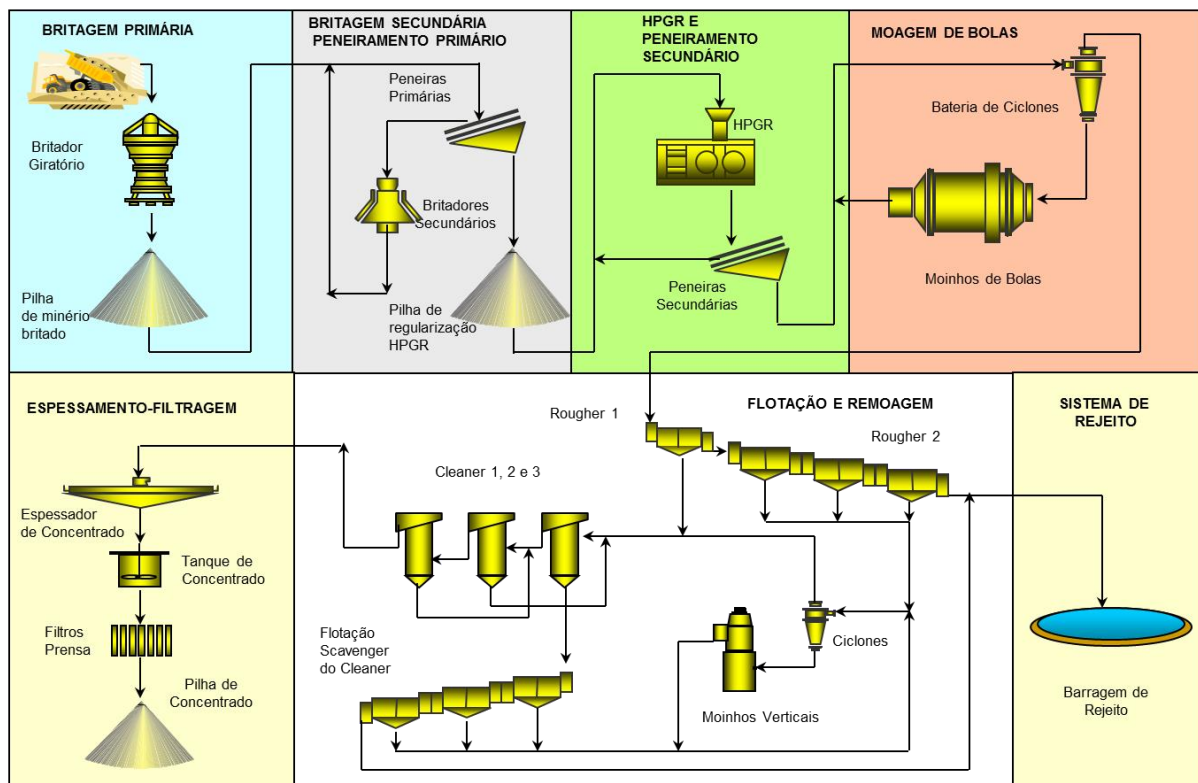 BRITAGEM PRIMÁRIA
Britador
Giratório
Pilha
de minério
britado
BRITAGEM SECUNDÁRIA
PENEIRAMENTO PRIMÁRIO
Peneiras
Primárias
Britadores
Secundários
Pilha de
regularização
HPGR
HPGR E
PENEIRAMENTO
SECUNDÁRIO
HPGR
Peneiras
Secundárias
MOAGEM DE BOLAS
Bateria de Ciclones
Moinhos de Bolas
ESPESSAMENTO-FILTRAGEM
Espessador
de Concentrado
Tanque de
Concentrado
Filtros
Prensa
Pilha de
Concentrado
FLOTAÇÃO E REMOAGEM
Rougher 1
Rougher 2
Cleaner 1, 2 e 3
Flotação
Scavenger
do Cleaner
Ciclones
Moinhos Verticais
SISTEMA DE
REJEITO
Barragem de
Rejeito